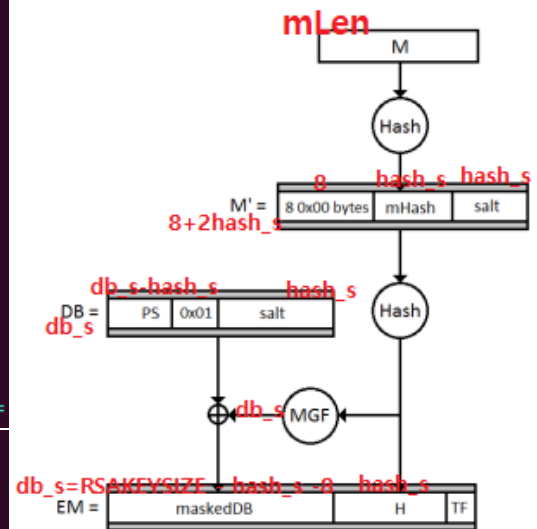 mLen
M
Hash
8 hash_s hash_s
M' = 8 0x00 bytes mHash salt
8+2hash_s
db_s-hash_s hash_s
DB = PS 0x01 salt
db_s
Hash
db_s MGF
db_s=RSAKEYSIZE hash_s -8 hash_s
EM = maskedDB H TF